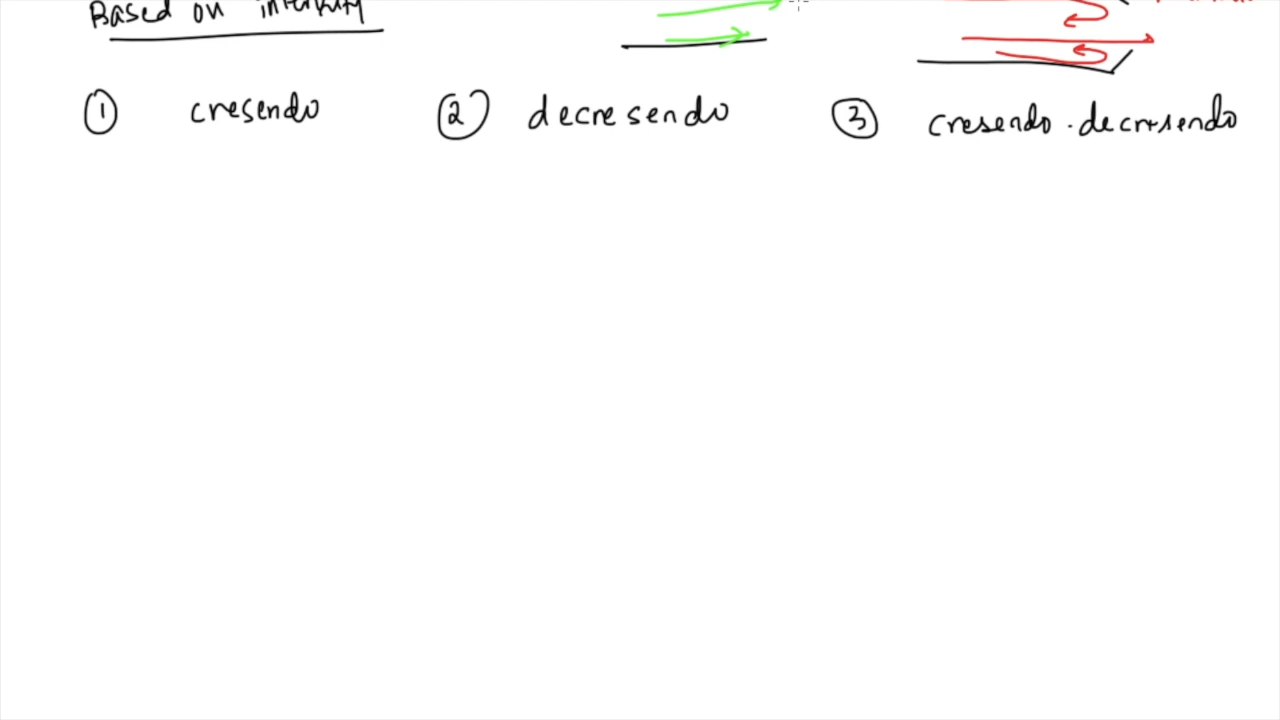 Based on intensity
① cresendo ② decresendo ③ cresendo-decresendo